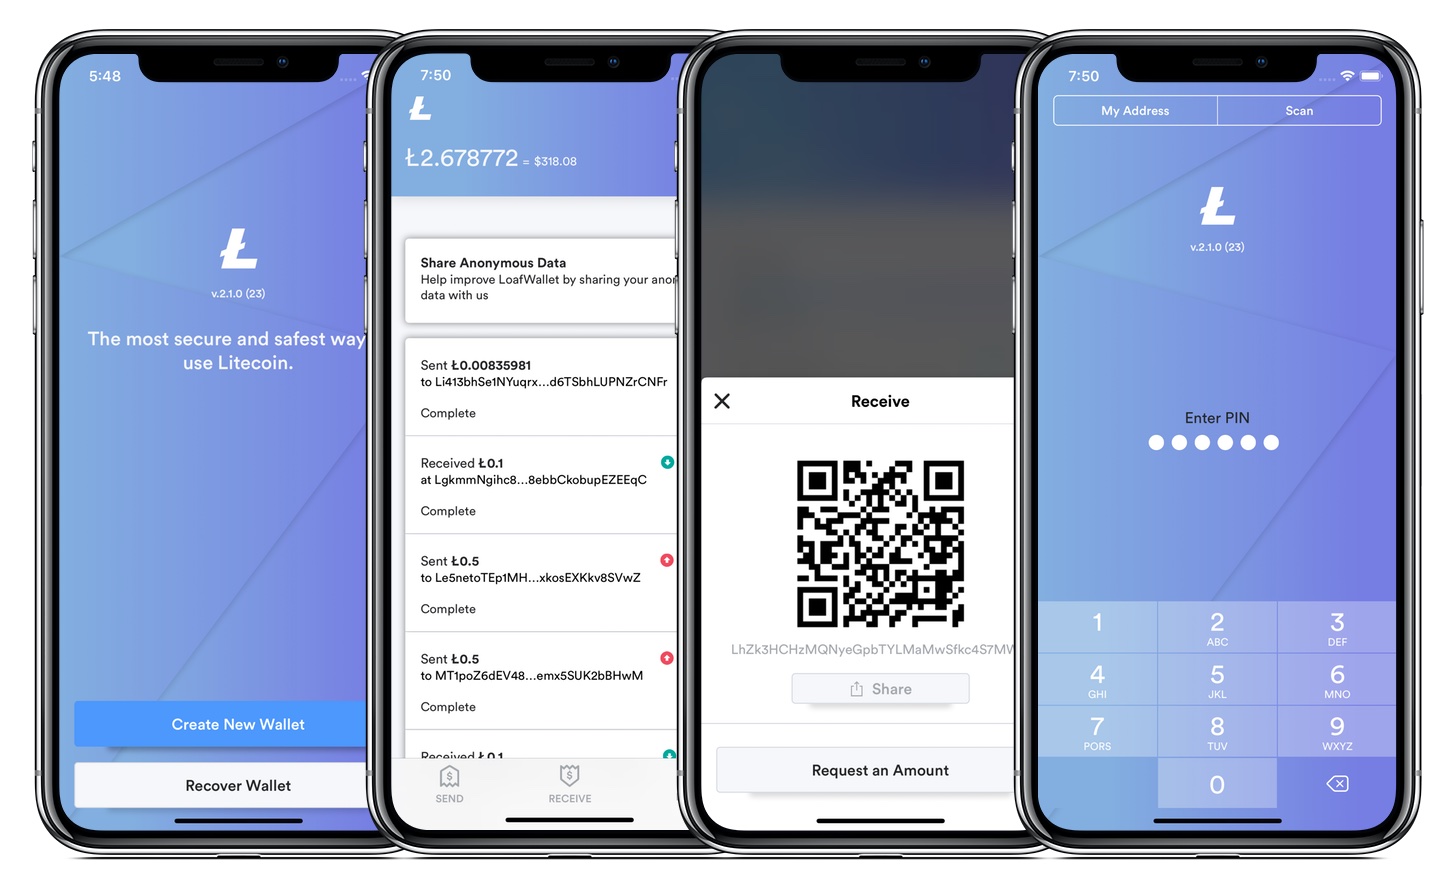 5:48
Ł
v.2.1.0 (23)
The most secure and safest way
use Litecoin.
Create New Wallet
Recover Wallet
7:50
Ł
Ł2.678772 = $318.08
Share Anonymous Data
Help improve LoafWallet by sharing your anon
data with us
Sent Ł0.00835981
to Li413bhSe1NYuqrx...d6TSbhLUPNZrCNFr
Complete
Received Ł0.1
at LgkmmNgihc8...8ebbCkobupEZEEqC
Complete
Sent Ł0.5
to Le5netoTEp1MH...xkosEXKkv8SVwZ
Complete
Sent Ł0.5
to MT1poZ6dEV48...emx5SUK2bBHwM
Complete
Received Ł0.1
SEND
RECEIVE
Receive
LhZk3HCHzMQNyeGpbTYLMaMwSfkc4S7MW
Share
Request an Amount
7:50
My Address
Scan
Ł
v.2.1.0 (23)
Enter PIN
1
2
3
ABC
DEF
4
5
6
GHI
JKL
MNO
7
8
9
PQRS
TUV
WXYZ
0